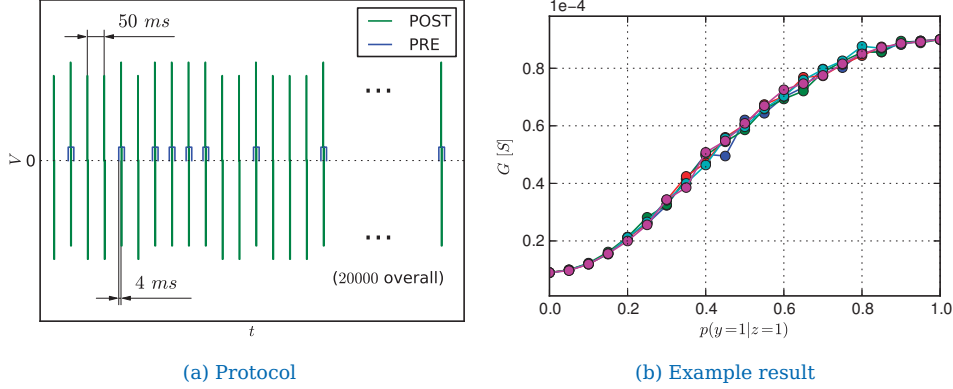 50 ms
POST
PRE
V
0
...
...
(20000 overall)
4 ms
t
(a) Protocol
1e−4
0.8
0.6
0.4
0.2
G [S]
0.0 0.2 0.4 0.6 0.8 1.0
p(y=1|z=1)
(b) Example result